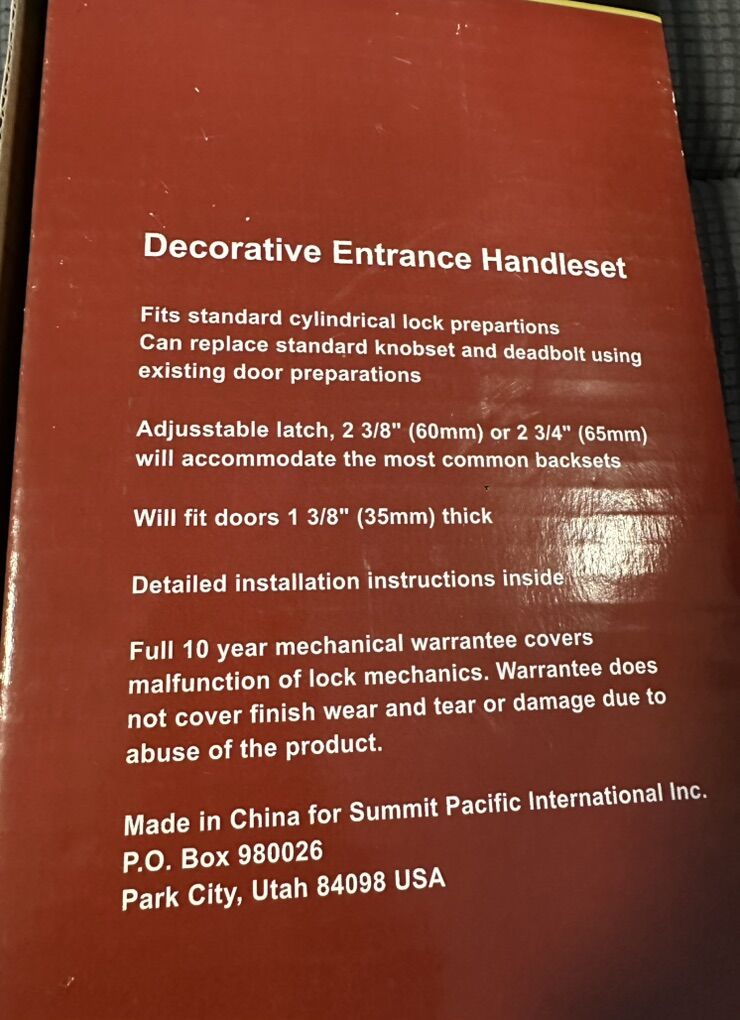 Decorative Entrance Handleset
Fits standard cylindrical lock prepartions
Can replace standard knobset and deadbolt using
existing door preparations
Adjusstable latch, 2 3/8" (60mm) or 2 3/4" (65mm)
will accommodate the most common backsets
Will fit doors 1 3/8" (35mm) thick
Detailed installation instructions inside
Full 10 year mechanical warrantee covers
malfunction of lock mechanics. Warrantee does
not cover finish wear and tear or damage due to
abuse of the product.
Made in China for Summit Pacific International Inc.
P.O. Box 980026
Park City, Utah 84098 USA